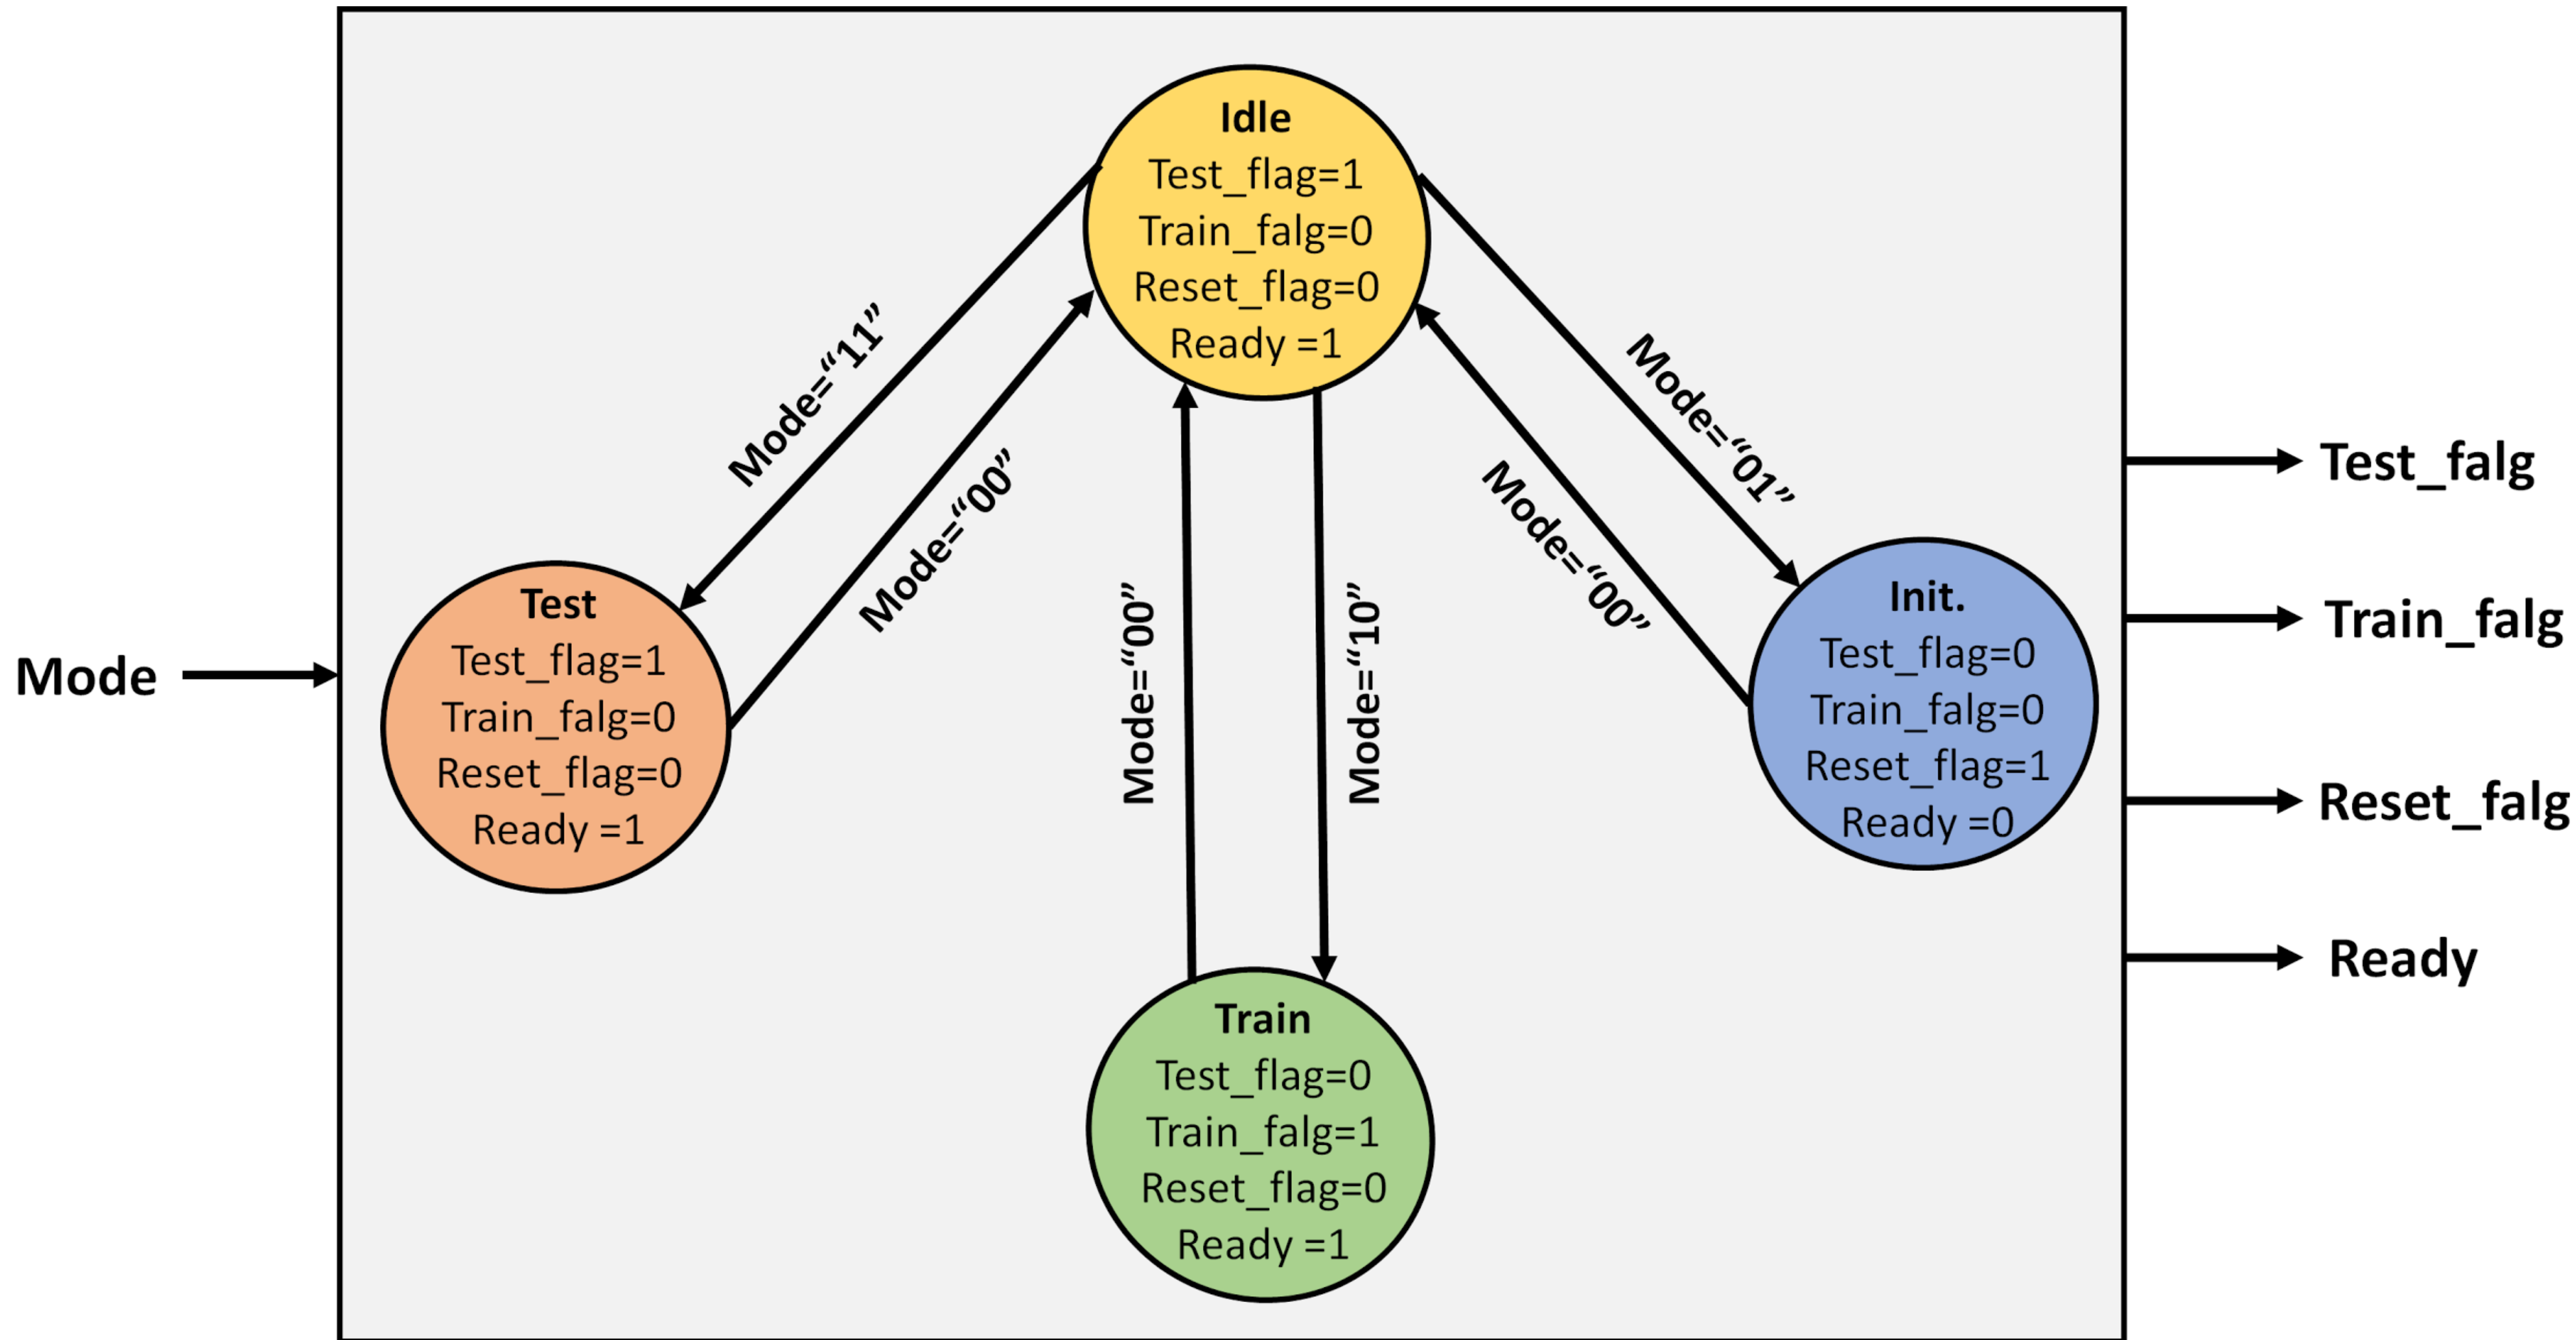 Idle
Test_flag=1
Train_falg=0
Reset_flag=0
Ready =1
Mode=“11”
Mode=“00”
Mode=“01”
Mode=“00”
Mode=“00”
Mode=“10”
Test
Test_flag=1
Train_falg=0
Reset_flag=0
Ready =1
Init.
Test_flag=0
Train_falg=0
Reset_flag=1
Ready =0
Train
Test_flag=0
Train_falg=1
Reset_flag=0
Ready =1
Mode
Test_falg
Train_falg
Reset_falg
Ready